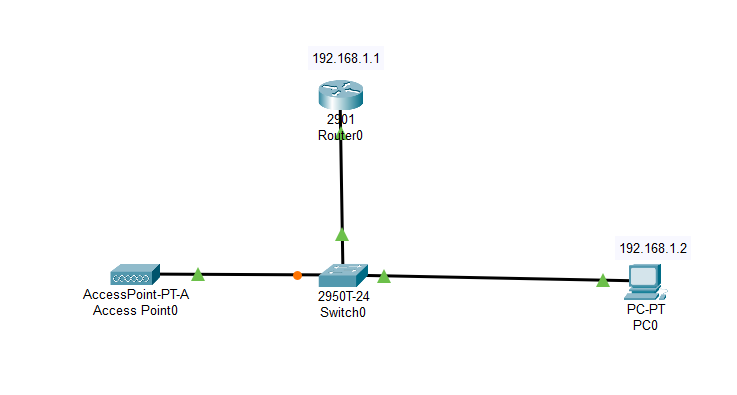 192.168.1.1
2901
Router0
192.168.1.2
AccessPoint-PT-A
Access Point0
2950T-24
Switch0
PC-PT
PC0